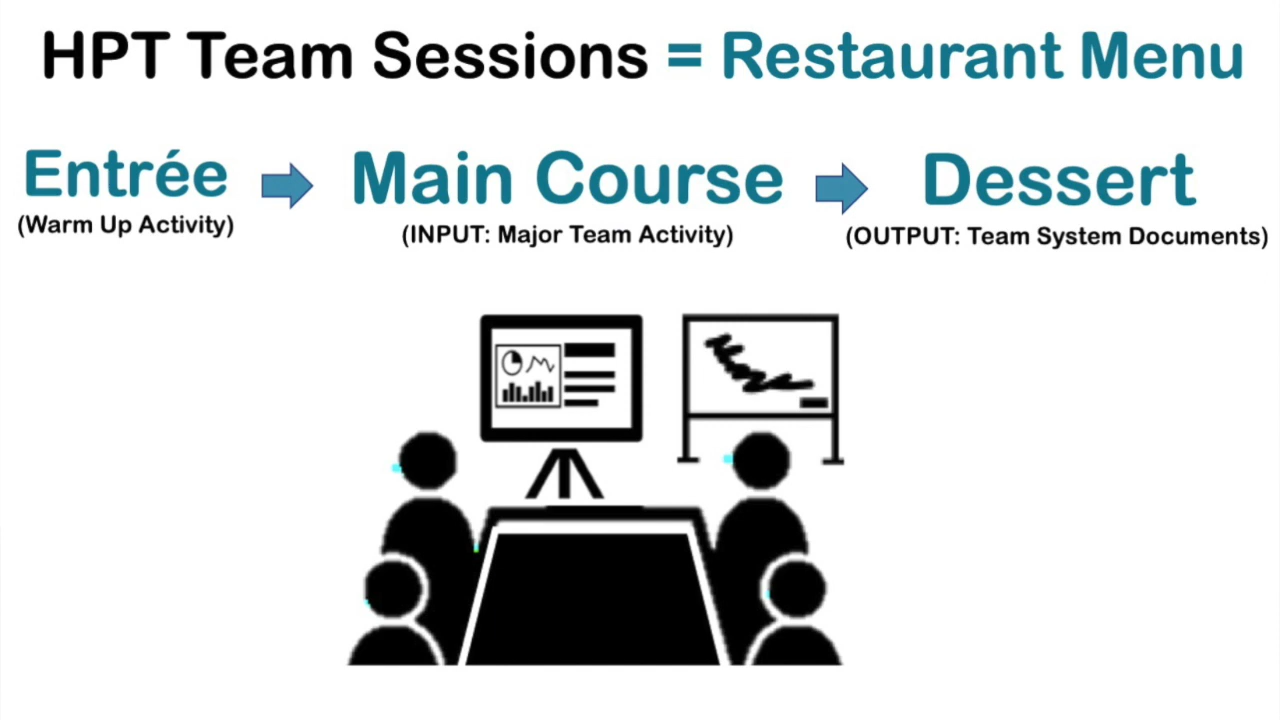 HPT Team Sessions = Restaurant Menu
Entrée
(Warm Up Activity)
Main Course
(INPUT: Major Team Activity)
Dessert
(OUTPUT: Team System Documents)